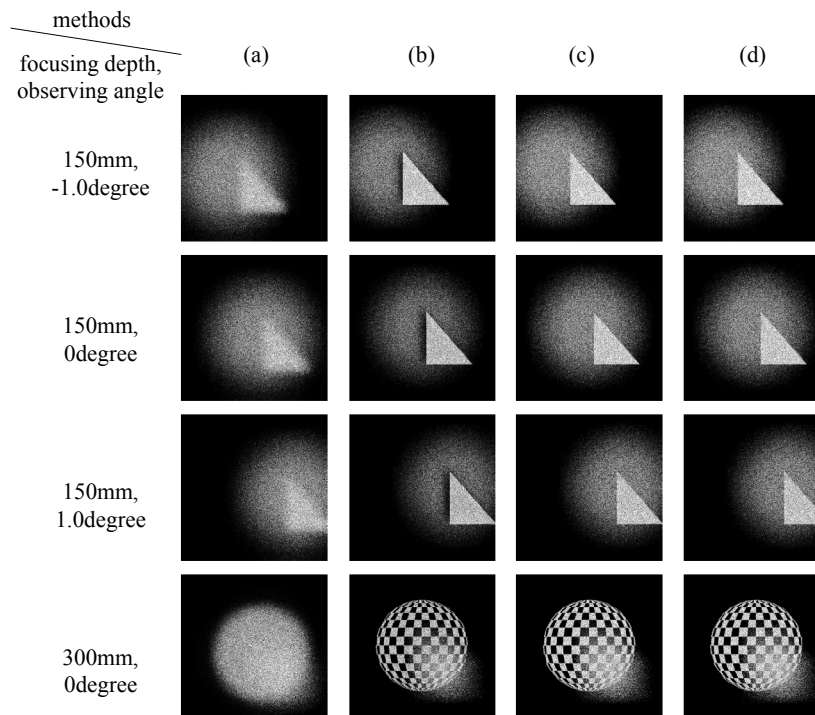 methods
(a) (b) (c) (d)
focusing depth,
observing angle
150mm,
-1.0degree
150mm,
0degree
150mm,
1.0degree
300mm,
0degree